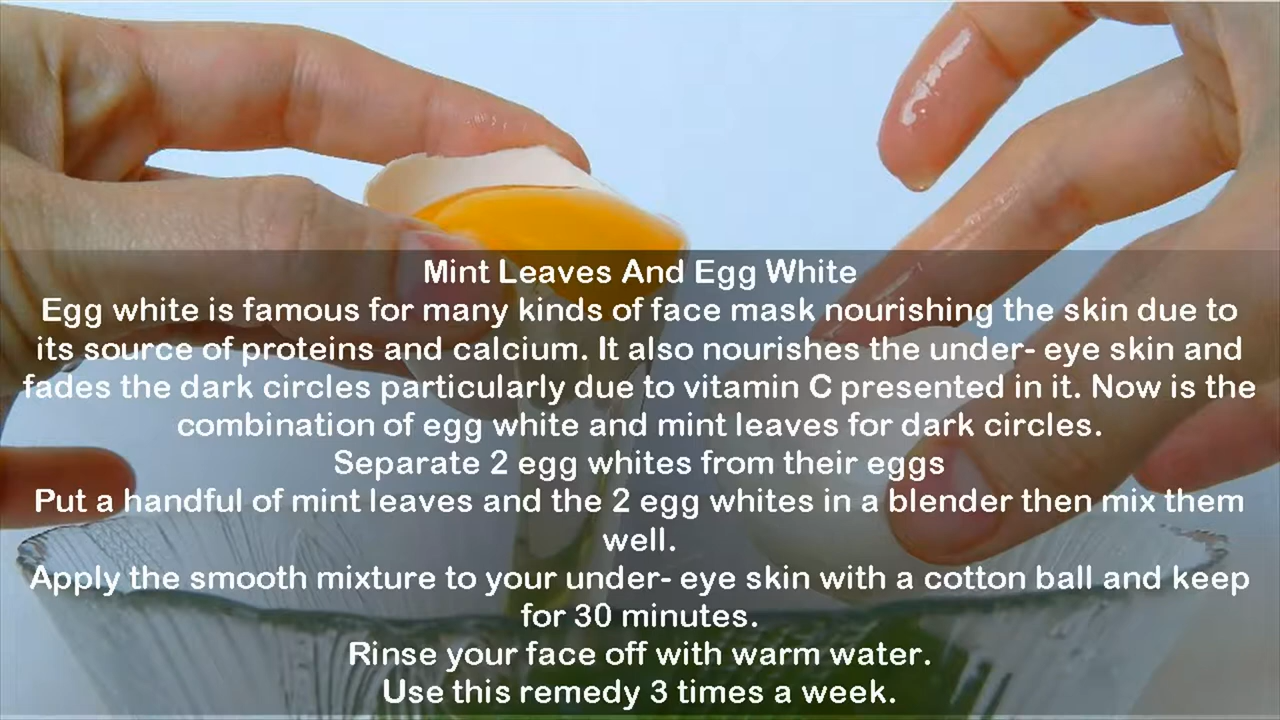 Mint Leaves And Egg White
Egg white is famous for many kinds of face mask nourishing the skin due to
its source of proteins and calcium. It also nourishes the under- eye skin and
fades the dark circles particularly due to vitamin C presented in it. Now is the
combination of egg white and mint leaves for dark circles.
Separate 2 egg whites from their eggs
Put a handful of mint leaves and the 2 egg whites in a blender then mix them
well.
Apply the smooth mixture to your under- eye skin with a cotton ball and keep
for 30 minutes.
Rinse your face off with warm water.
Use this remedy 3 times a week.